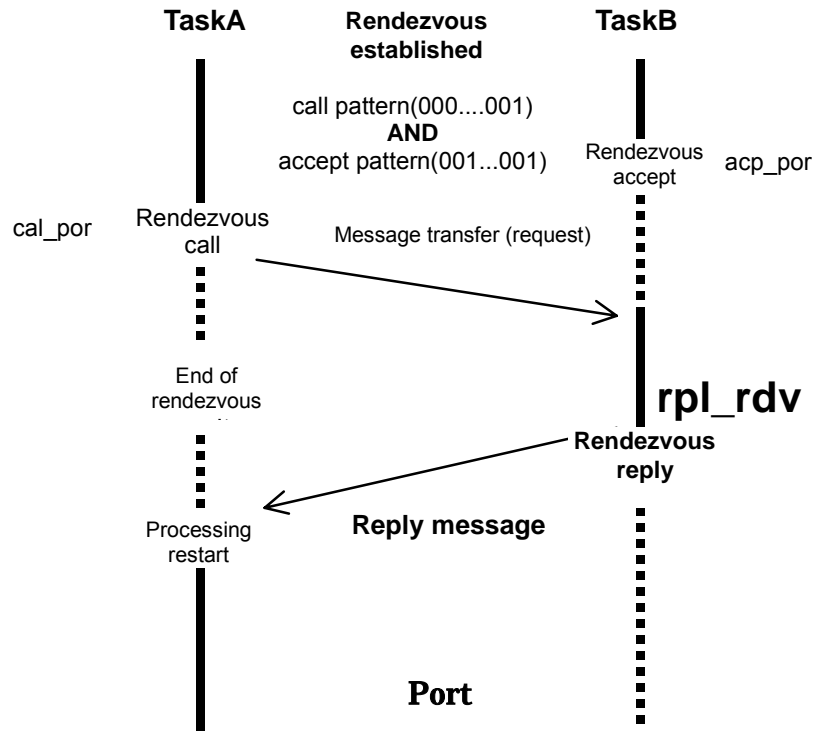 TaskA
Rendezvous
established
TaskB
call pattern(000....001)
AND
accept pattern(001...001)
Rendezvous
accept
acp_por
cal_por
Rendezvous
call
Message transfer (request)
End of
rendezvous
rpl_rdv
Rendezvous
reply
Processing
restart
Reply message
Port